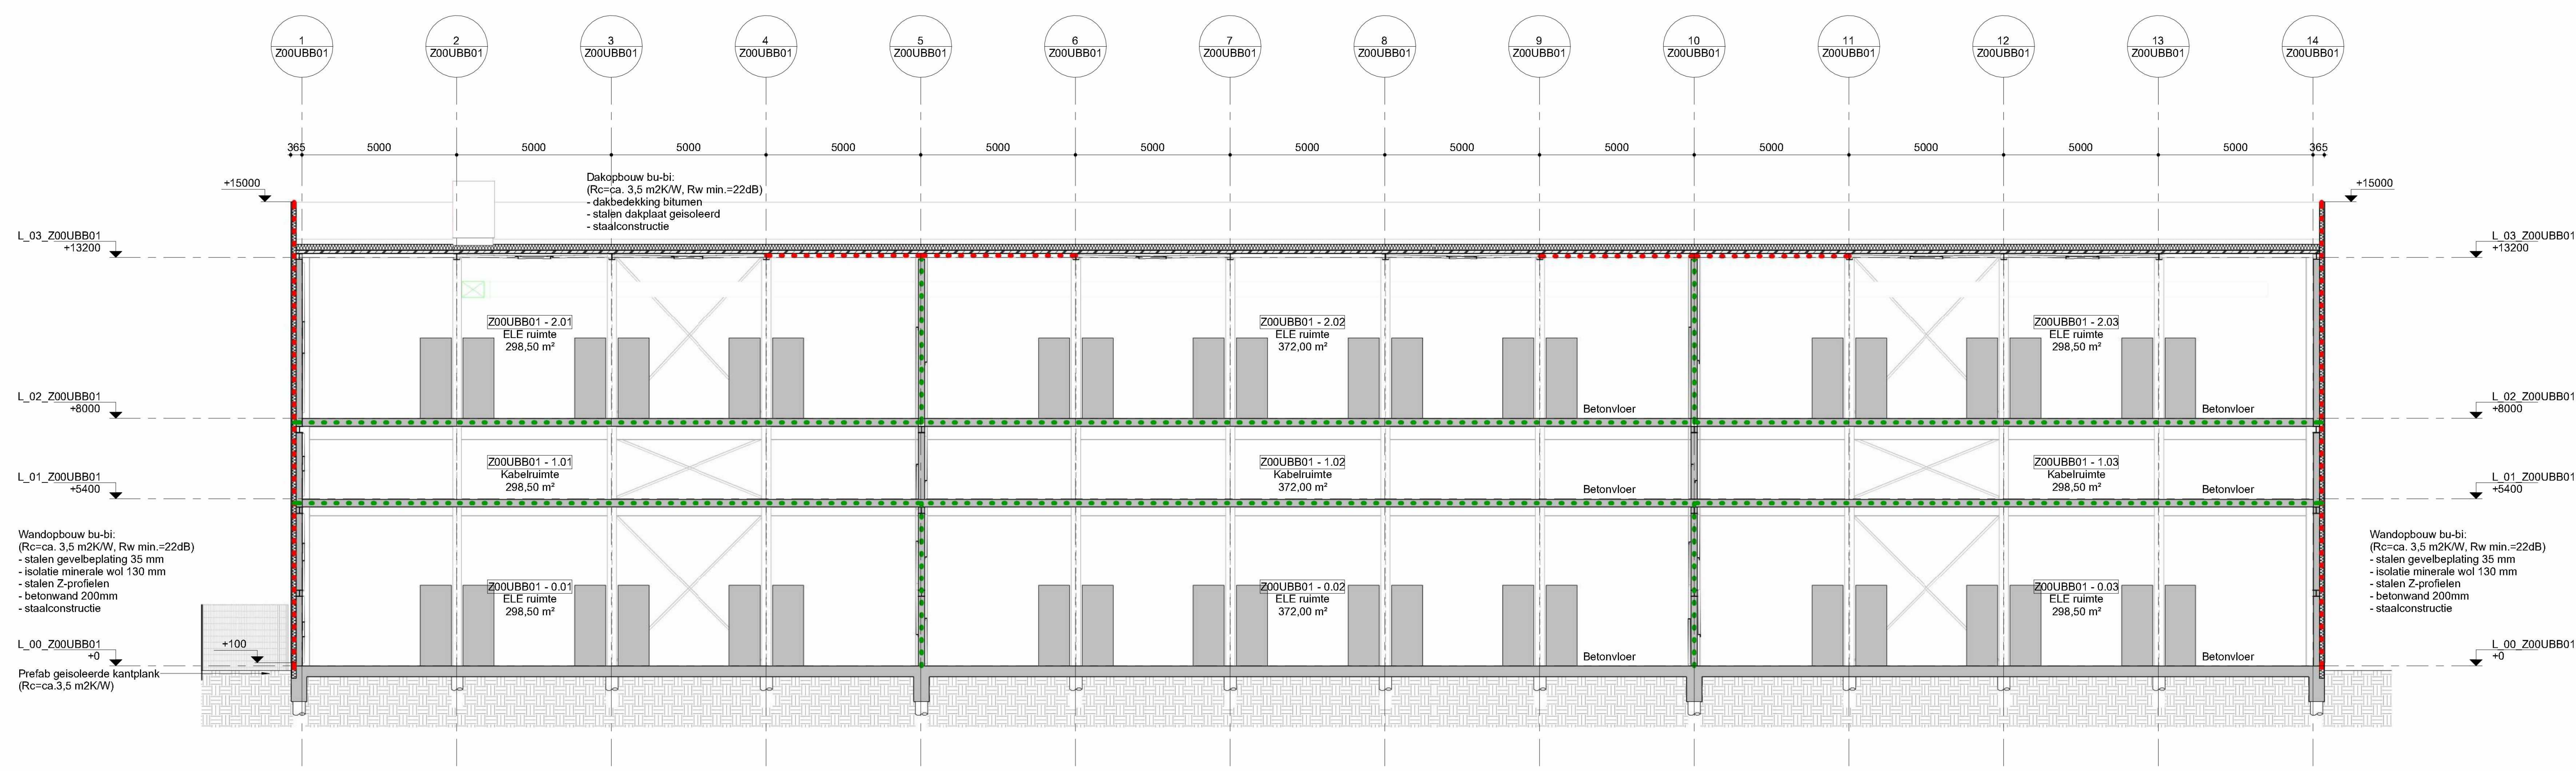 1 2 3 4 5 6 7 8 9 10 11 12 13 14
Z00UBB01 Z00UBB01 Z00UBB01 Z00UBB01 Z00UBB01 Z00UBB01 Z00UBB01 Z00UBB01 Z00UBB01 Z00UBB01 Z00UBB01 Z00UBB01 Z00UBB01 Z00UBB01
365 5000 5000 5000 5000 5000 5000 5000 5000 5000 5000 5000 5000 5000 365
+15000
+15000
Dakopbouw bu-bi:
(Rc=ca. 3,5 m2K/W, Rw min.=22dB)
- dakbedekking bitumen
- stalen dakplaat geisoleerd
- staalconstructie
L_03_Z00UBB01
+13200
L_03_Z00UBB01
+13200
Z00UBB01 - 2.01
ELE ruimte
298,50 m²
Z00UBB01 - 2.02
ELE ruimte
372,00 m²
Z00UBB01 - 2.03
ELE ruimte
298,50 m²
L_02_Z00UBB01
+8000
Betonvloer
Betonvloer
L_02_Z00UBB01
+8000
Z00UBB01 - 1.01
Kabelruimte
298,50 m²
Z00UBB01 - 1.02
Kabelruimte
372,00 m²
Z00UBB01 - 1.03
Kabelruimte
298,50 m²
L_01_Z00UBB01
+5400
Betonvloer
Betonvloer
L_01_Z00UBB01
+5400
Wandopbouw bu-bi:
(Rc=ca. 3,5 m2K/W, Rw min.=22dB)
- stalen gevelbeplating 35 mm
- isolatie minerale wol 130 mm
- stalen Z-profielen
- betonwand 200mm
- staalconstructie
Wandopbouw bu-bi:
(Rc=ca. 3,5 m2K/W, Rw min.=22dB)
- stalen gevelbeplating 35 mm
- isolatie minerale wol 130 mm
- stalen Z-profielen
- betonwand 200mm
- staalconstructie
Z00UBB01 - 0.01
ELE ruimte
298,50 m²
Z00UBB01 - 0.02
ELE ruimte
372,00 m²
Z00UBB01 - 0.03
ELE ruimte
298,50 m²
L_00_Z00UBB01
+0
+100
Betonvloer
Betonvloer
L_00_Z00UBB01
+0
Prefab geisoleerde kantplank
(Rc=ca.3,5 m2K/W)